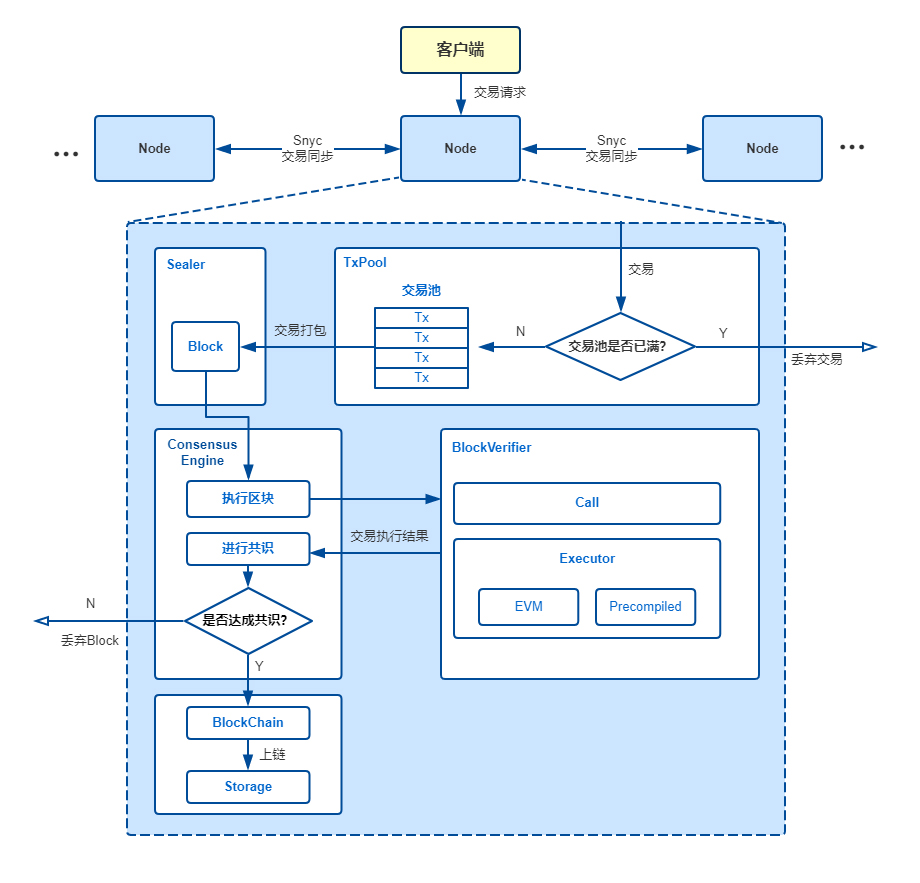 客户端
交易请求
Node
Snyc
交易同步
Node
Snyc
交易同步
Node
Sealer
TxPool
交易
交易池
Tx
Tx
Tx
Tx
交易打包
Block
N
交易池是否已满?
Y
丢弃交易
Consensus
Engine
BlockVerifier
执行区块
Call
交易执行结果
进行共识
Executor
EVM
Precompiled
N
是否达成共识?
丢弃Block
Y
BlockChain
上链
Storage